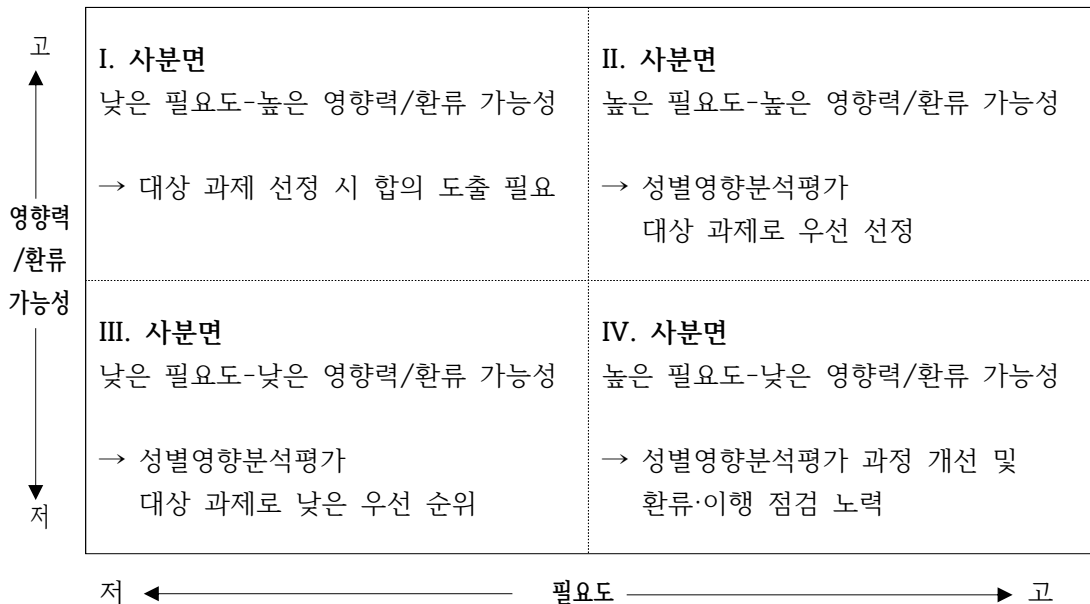 고
영향력
/환류
가능성
저
I. 사분면
낮은 필요도-높은 영향력/환류 가능성
→ 대상 과제 선정 시 합의 도출 필요
II. 사분면
높은 필요도-높은 영향력/환류 가능성
→ 성별영향분석평가
대상 과제로 우선 선정
III. 사분면
낮은 필요도-낮은 영향력/환류 가능성
→ 성별영향분석평가
대상 과제로 낮은 우선 순위
IV. 사분면
높은 필요도-낮은 영향력/환류 가능성
→ 성별영향분석평가 과정 개선 및
환류·이행 점검 노력
저 필요도 고